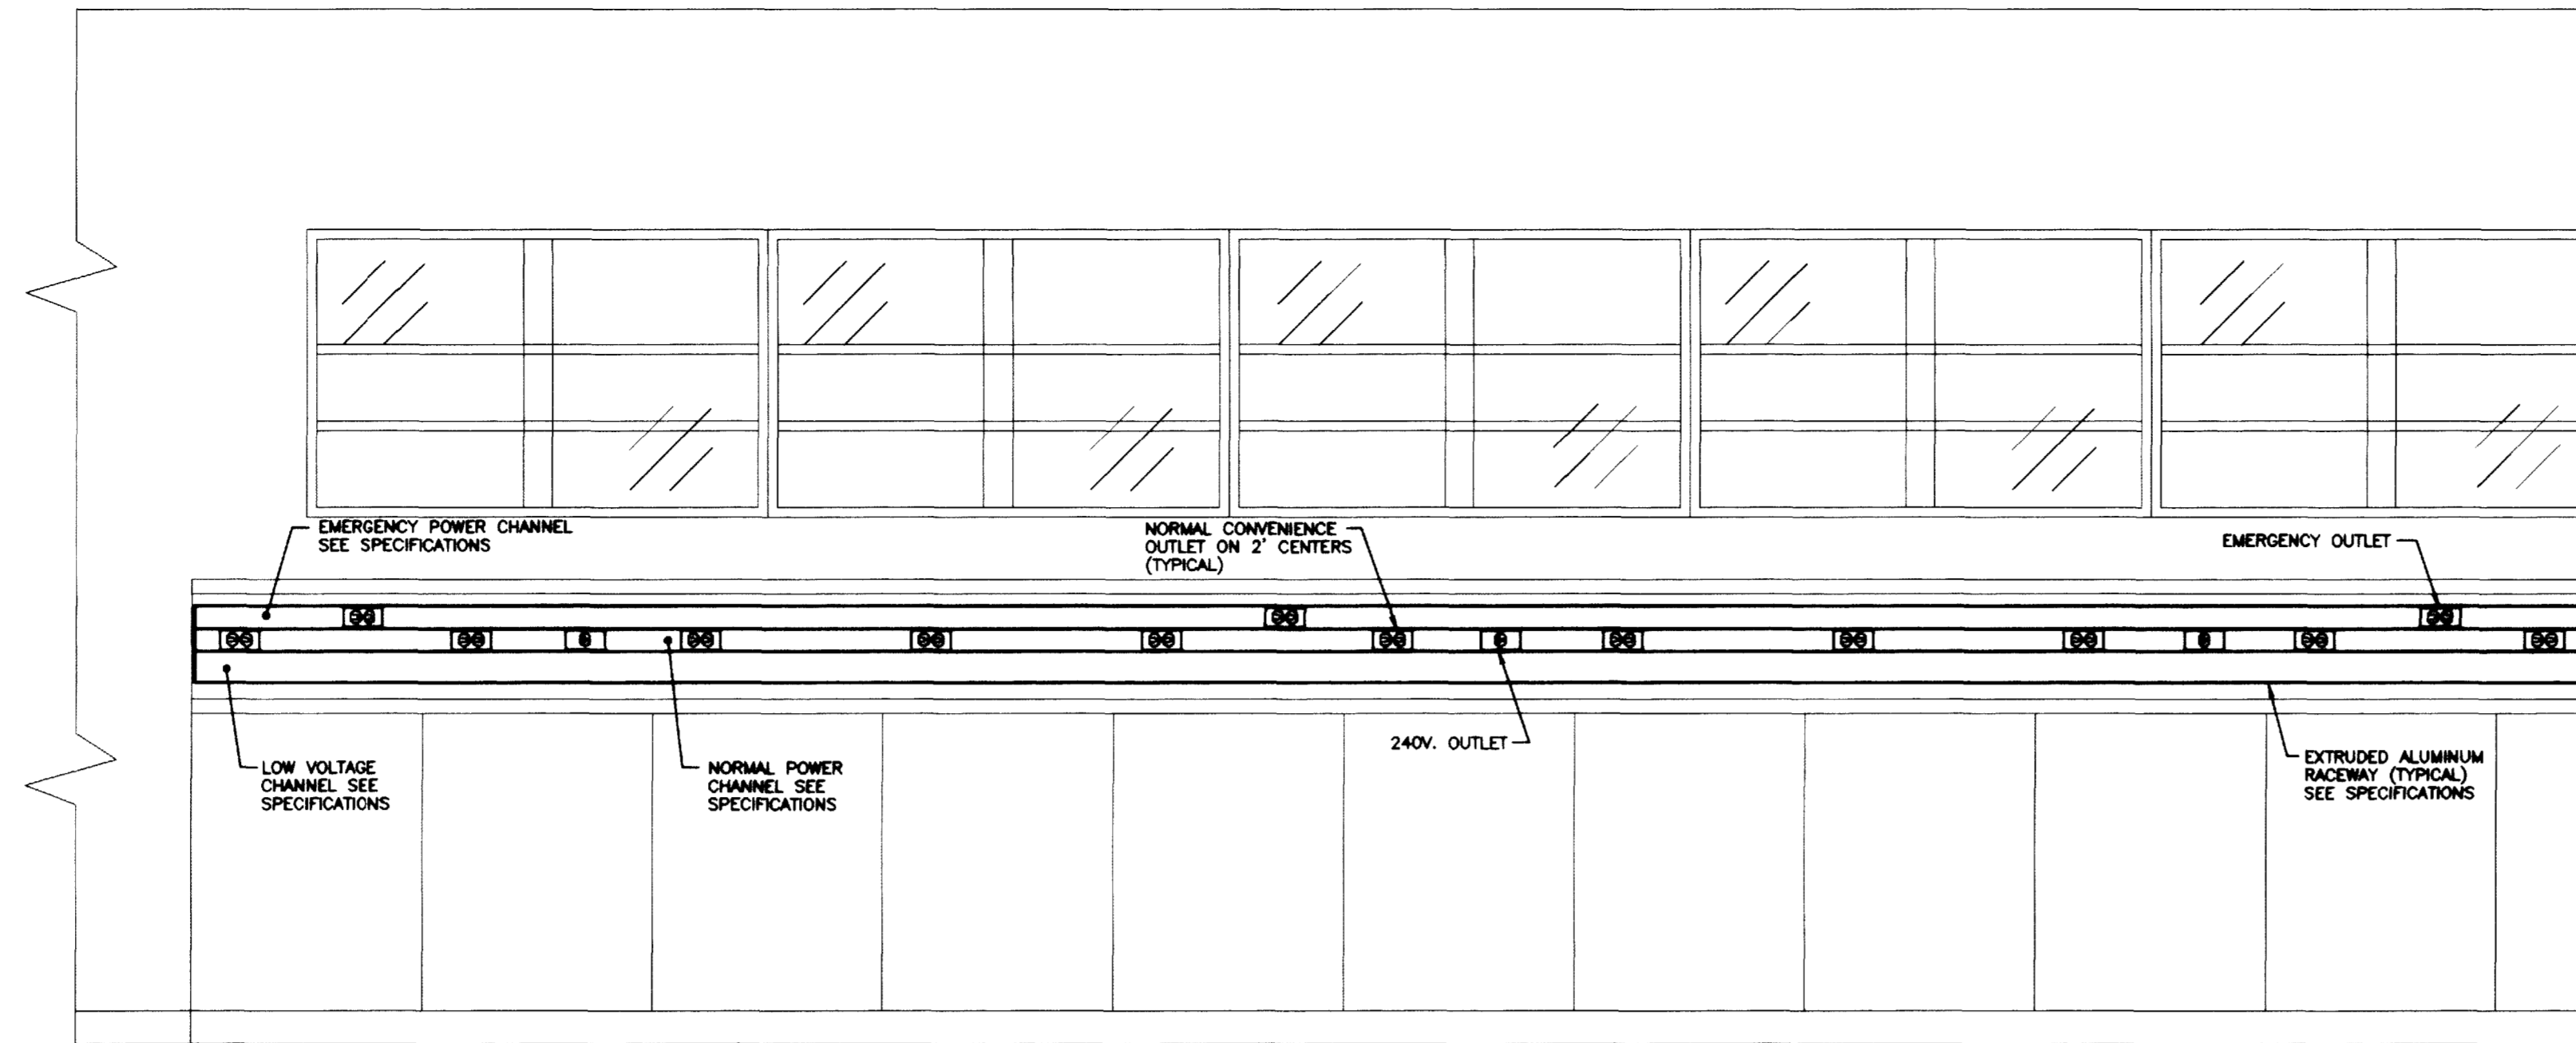 EMERGENCY POWER CHANNEL
SEE SPECIFICATIONS
NORMAL CONVENIENCE
OUTLET ON 2' CENTERS
(TYPICAL)
EMERGENCY OUTLET
240V. OUTLET
LOW VOLTAGE
CHANNEL SEE
SPECIFICATIONS
NORMAL POWER
CHANNEL SEE
SPECIFICATIONS
EXTRUDED ALUMINUM
RACEWAY (TYPICAL)
SEE SPECIFICATIONS